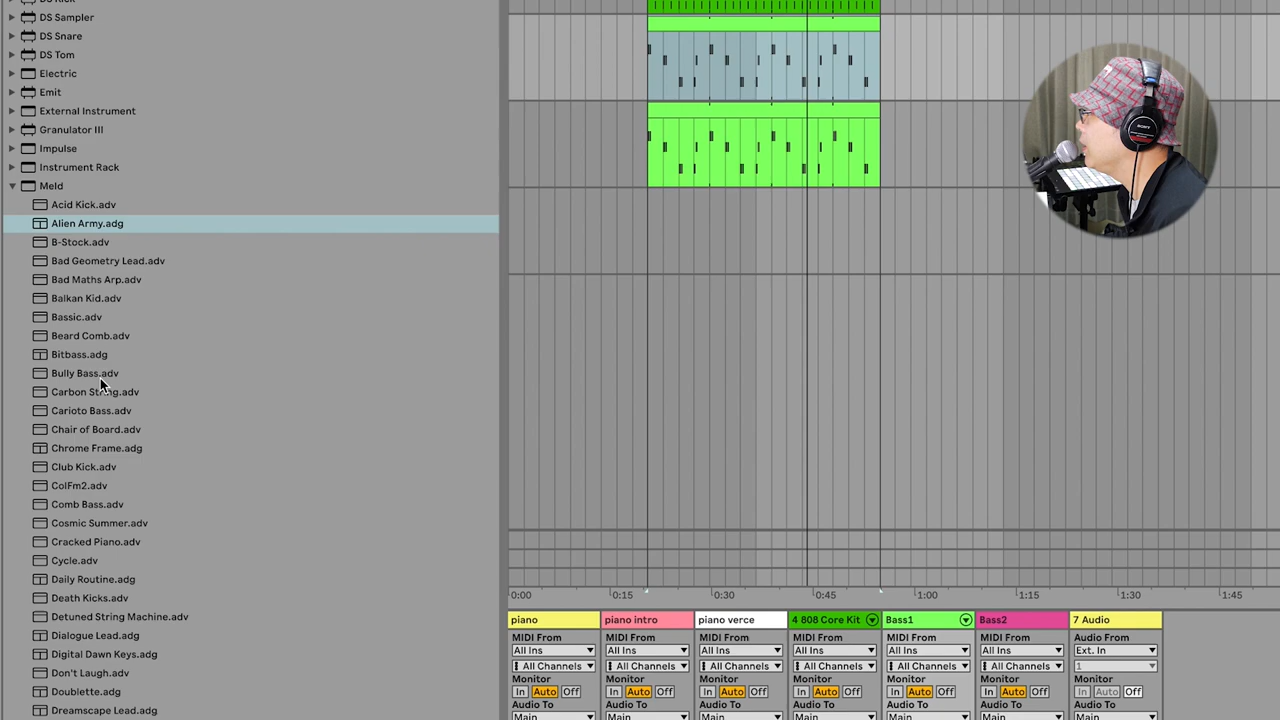 DS Sampler
DS Snare
DS Tom
Electric
Emit
External Instrument
Granulator III
Impulse
Instrument Rack
Meld
Acid Kick.adv
Alien Army.adg
B-Stock.adv
Bad Geometry Lead.adv
Bad Maths Arp.adv
Balkan Kid.adv
Bassic.adv
Beard Comb.adv
Bitbass.adg
Bully Bass.adv
Carbon String.adv
Carioto Bass.adv
Chair of Board.adv
Chrome Frame.adg
Club Kick.adv
ColFm2.adv
Comb Bass.adv
Cosmic Summer.adv
Cracked Piano.adv
Cycle.adv
Daily Routine.adg
Death Kicks.adv
Detuned String Machine.adv
Dialogue Lead.adg
Digital Dawn Keys.adg
Don't Laugh.adv
Doublette.adg
Dreamscape Lead.adg
SONY
0:00 0:15 0:30 0:45 1:00 1:15 1:30 1:45
piano piano intro piano verce 4 808 Core Kit Bass1 Bass2 7 Audio
MIDI From MIDI From MIDI From MIDI From MIDI From MIDI From Audio From
All Ins All Ins All Ins All Ins All Ins All Ins Ext. In
All Channels All Channels All Channels All Channels All Channels All Channels 1
Monitor Monitor Monitor Monitor Monitor Monitor Monitor
In Auto Off In Auto Off In Auto Off In Auto Off In Auto Off In Auto Off In Auto Off
Audio To Audio To Audio To Audio To Audio To Audio To Audio To
Main Main Main Main Main Main Main